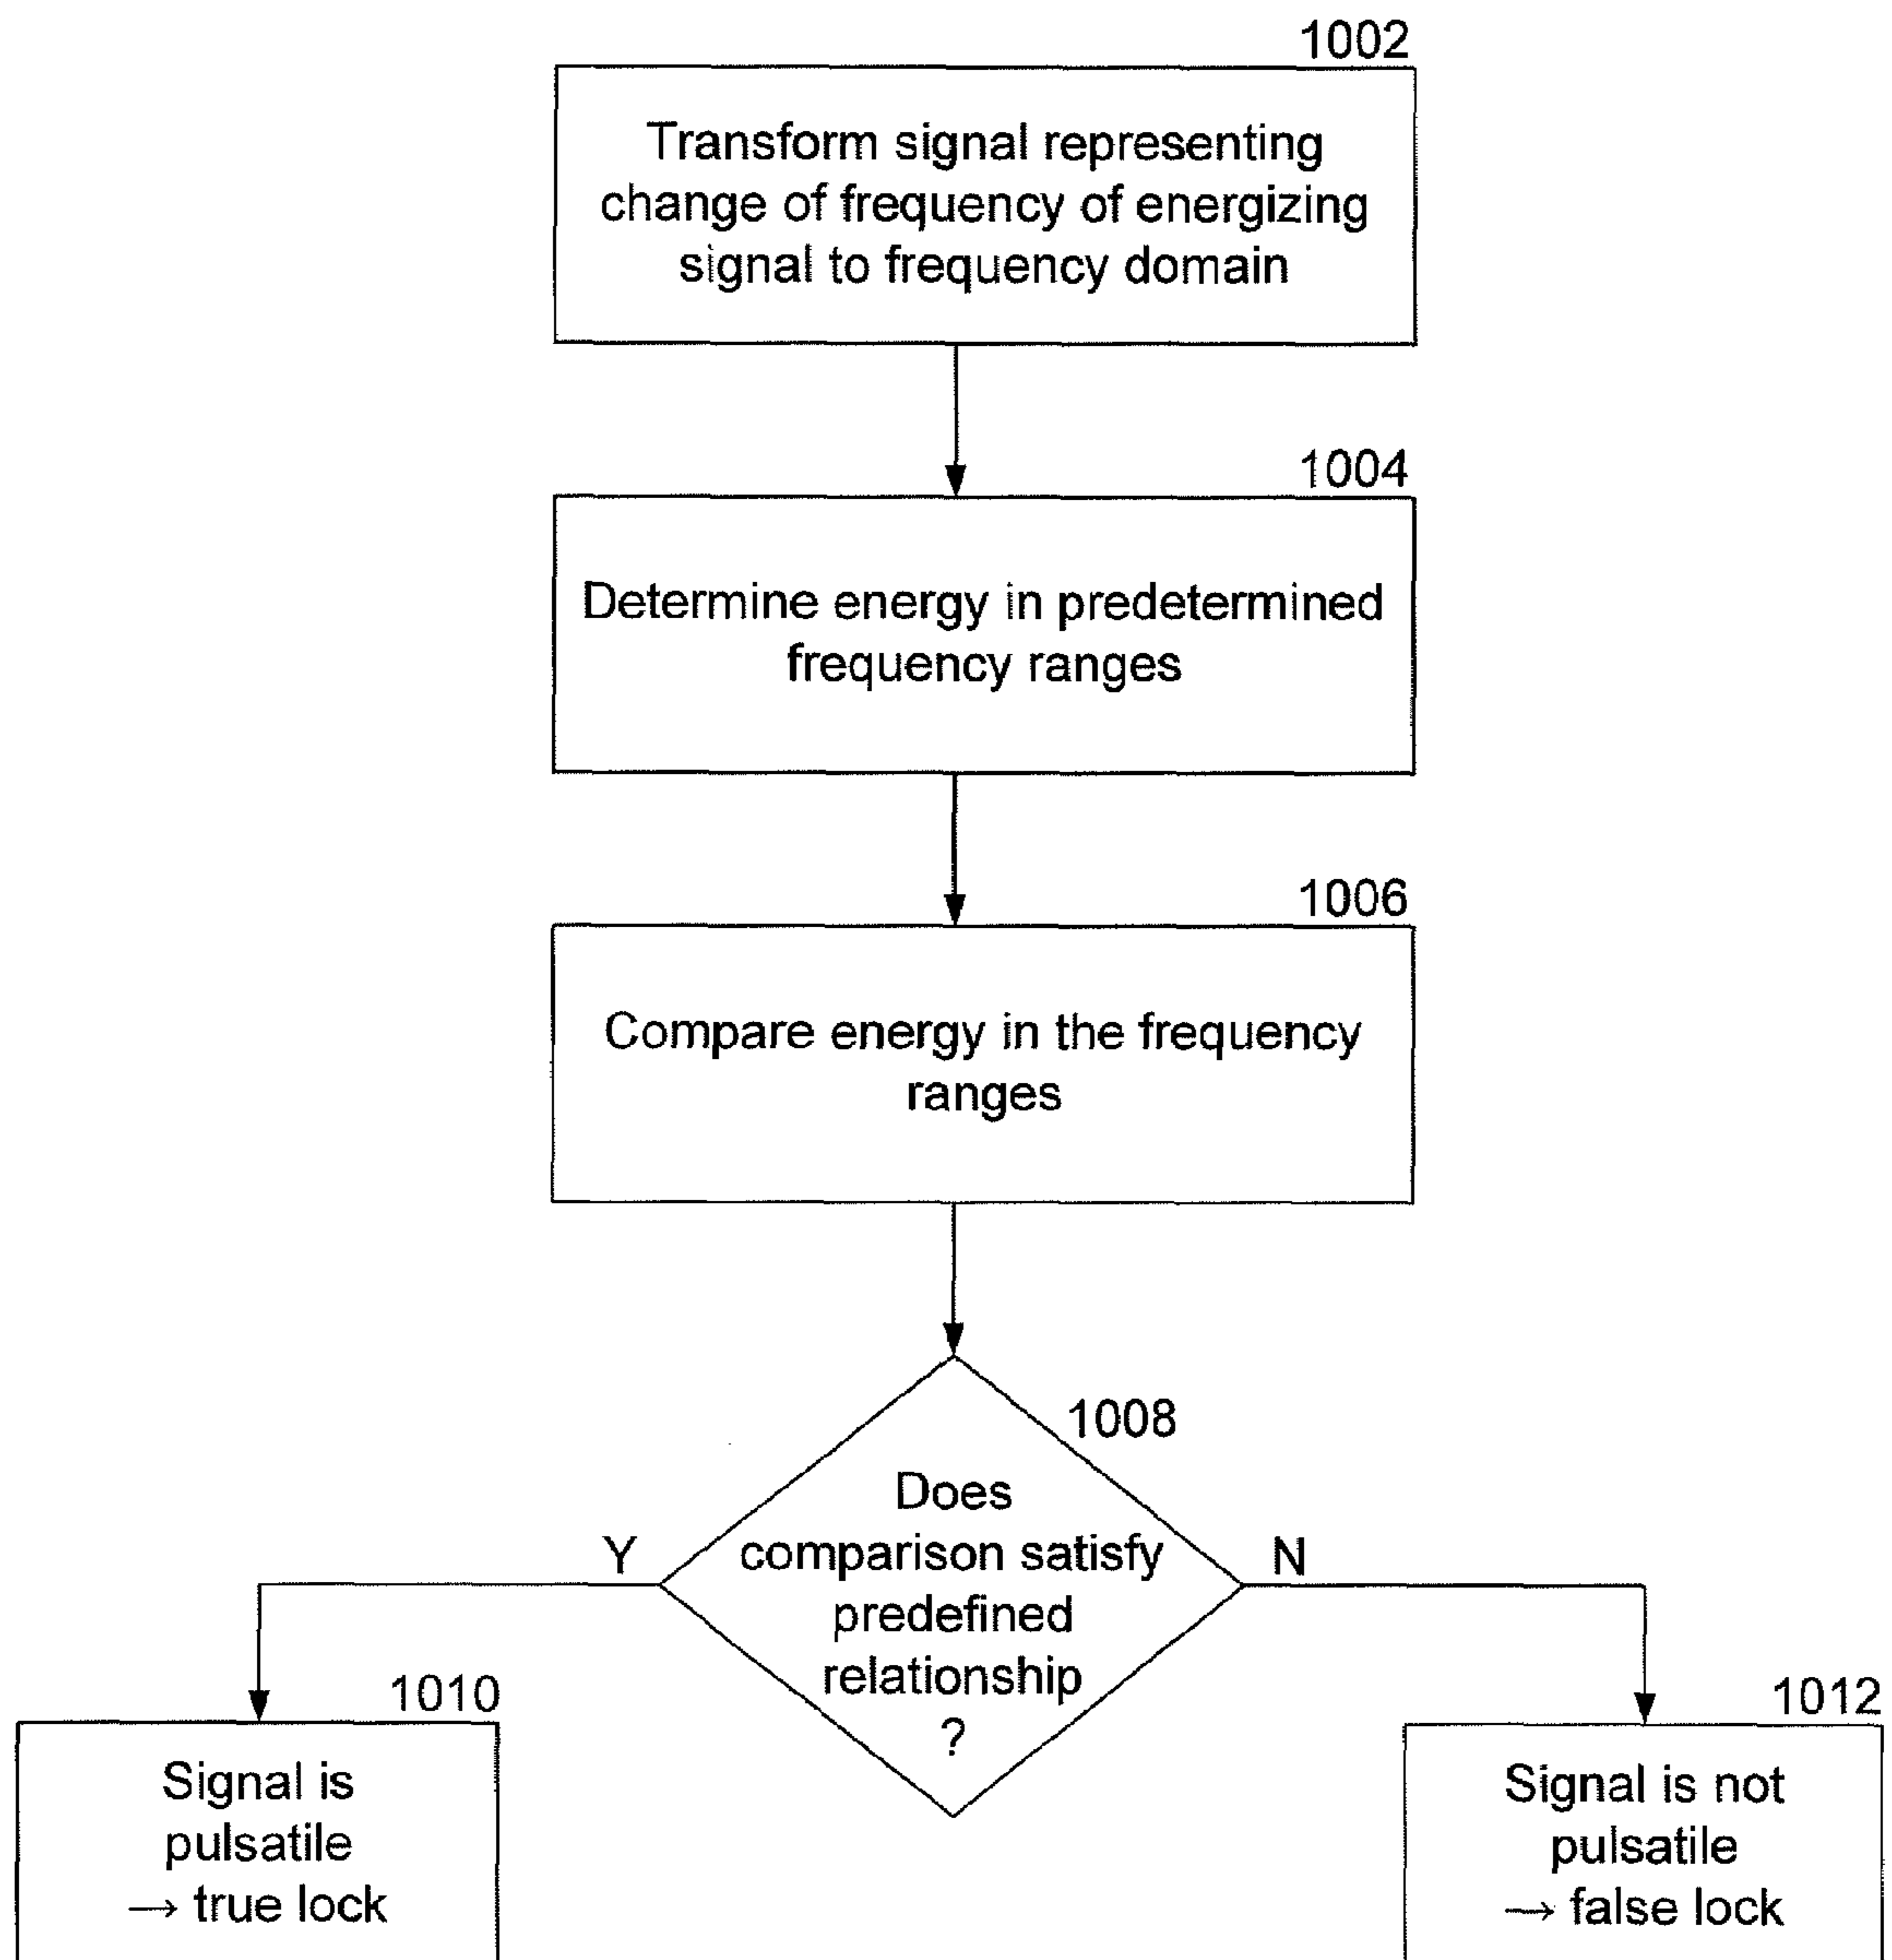 1002
Transform signal representing
change of frequency of energizing
signal to frequency domain
1004
Determine energy in predetermined
frequency ranges
1006
Compare energy in the frequency
ranges
1008
Does
comparison satisfy
predefined
relationship
?
Y
N
1010
Signal is
pulsatile
→ true lock
1012
Signal is not
pulsatile
→ false lock